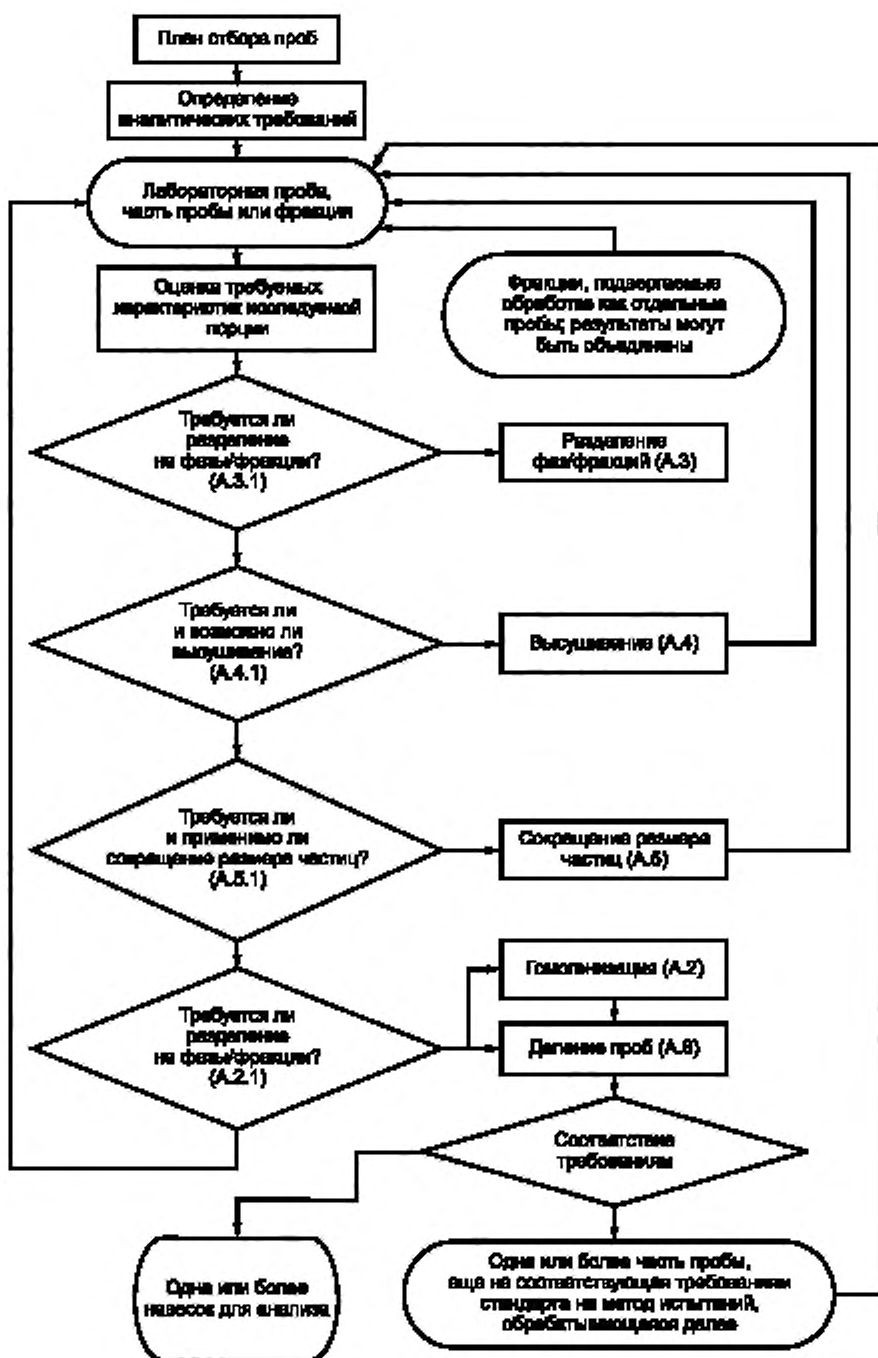 План отбора проб
Определение
аналитических требований
Лабораторная проба,
часть пробы или фракция
Оценка требуемых
характеристик исследуемой
порции
Фракции, подвергаемые
обработке как отдельные
пробы; результаты могут
быть объединены
Требуется ли
разделение
на фазы/фракции?
(А.3.1)
Разделение
фаз/фракций (А.3)
Требуется ли
и возможно ли
высушивание?
(А.4.1)
Высушивание (А.4)
Требуется ли
и применимо ли
сокращение размера частиц?
(А.5.1)
Сокращение размера
частиц (А.5)
Требуется ли
разделение
на фазы/фракции?
(А.2.1)
Гомогенизация (А.2)
Деление проб (А.6)
Соответствие
требованиям
Одна или более
навесок для анализа
Одна или более часть пробы,
еще не соответствующая требованиям
стандарта на метод испытаний,
обрабатывающаяся далее